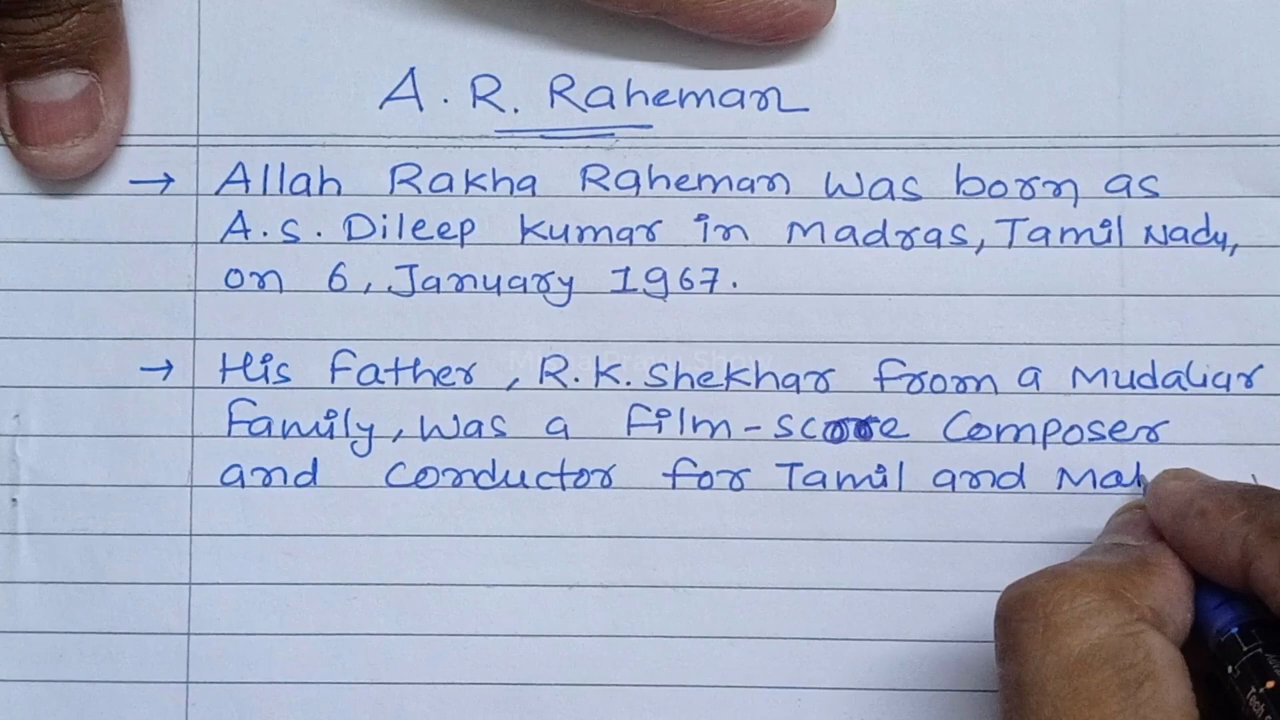 A. R. Raheman
→ Allah Rakha Raheman was born as
A.S. Dileep Kumar in Madras, Tamil Nadu,
on 6, January 1967.
→ His Father, R.K. Shekhar from a Mudaliar
Family, was a Film-score Composer
and conductor for Tamil and